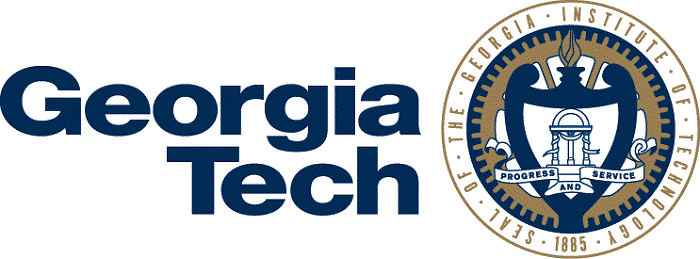 Georgia
Tech
SEAL · OF · THE · GEORGIA · INSTITUTE · OF · TECHNOLOGY
PROGRESS
AND
SERVICE
· 1885 ·